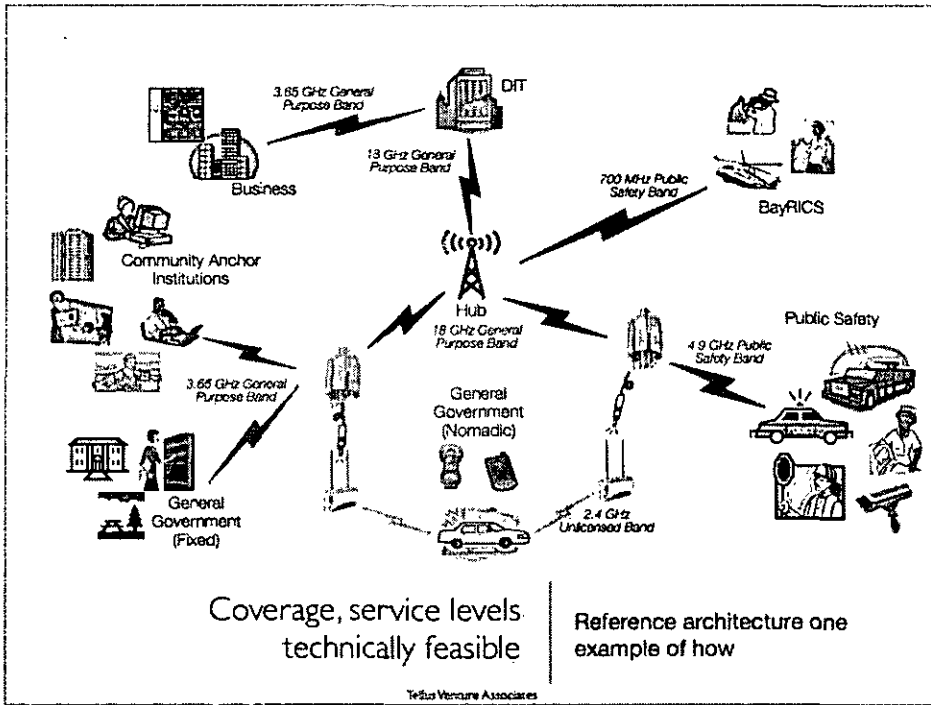 DIT
3.65 GHz General
Purpose Band
Business
GHz General
Purpose Band
700 MHz Public
Safety Band
BayRICS
Community Anchor
Institutions
Hub
18 GHz General
Purpose Band
Public Safety
4.9 GHz Public
Safety Band
3.65 GHz General
Purpose Band
General
Government
(Nomadic)
General
Government
(Fixed)
2.4 GHz
Unlicensed Band
Coverage, service levels
technically feasible
Reference architecture one
example of how
Tellus Venture Associates